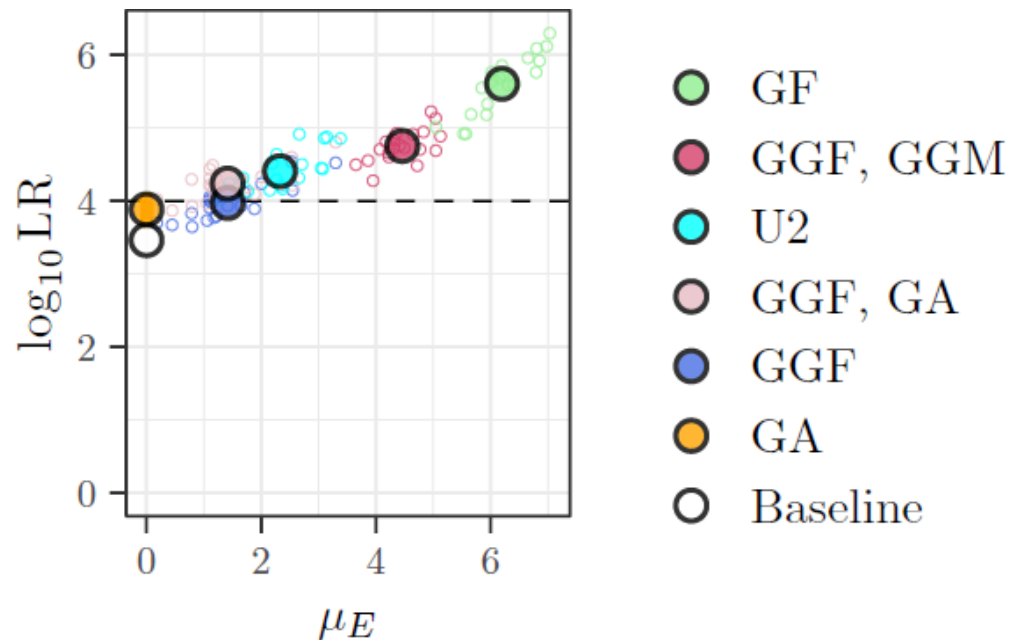 log₁₀ LR
6
4
2
0
0 2 4 6
μ_E
GF
GGF, GGM
U2
GGF, GA
GGF
GA
Baseline